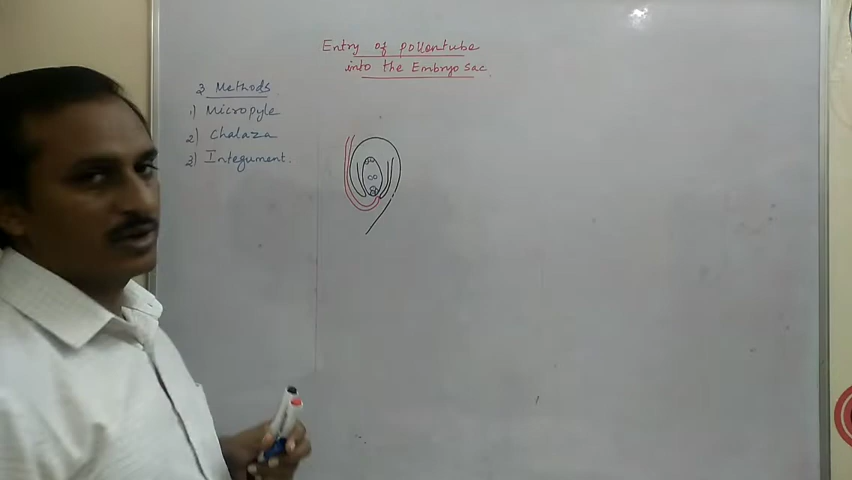 Entry of pollentube
into the Embryo sac.
3 Methods
1) Micropyle
2) Chalaza
3) Integument.